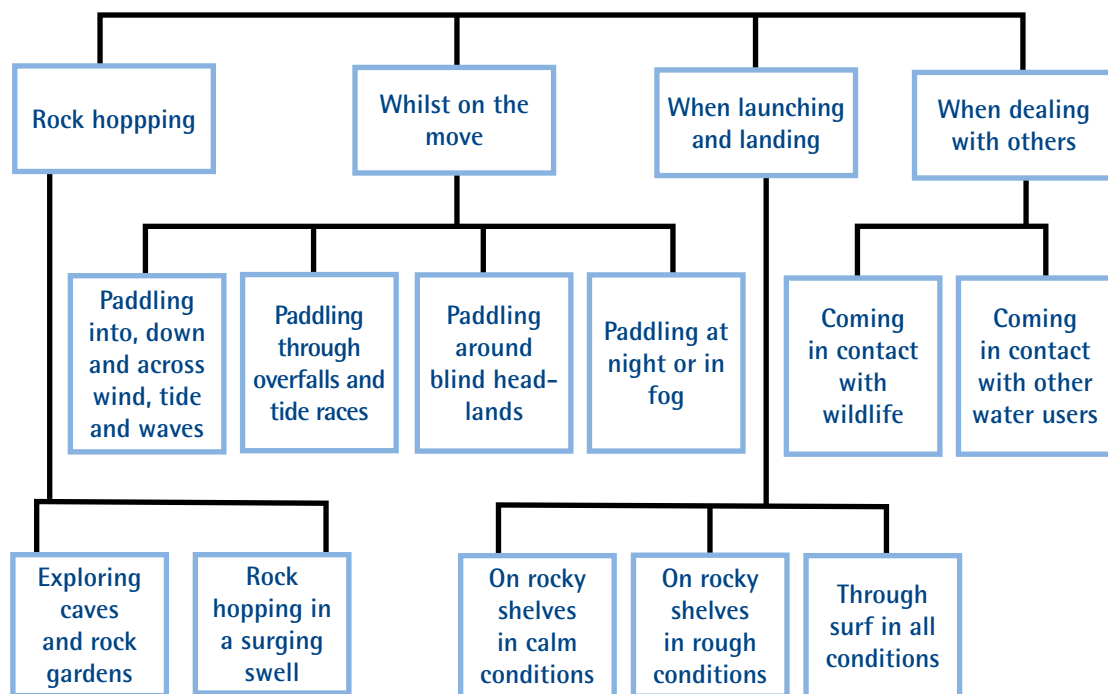 Rock hoppping
Whilst on the
move
When launching
and landing
When dealing
with others
Paddling
into, down
and across
wind, tide
and waves
Paddling
through
overfalls and
tide races
Paddling
around
blind head-
lands
Paddling at
night or in
fog
Coming
in contact
with
wildlife
Coming
in contact
with other
water users
Exploring
caves
and rock
gardens
Rock
hopping in
a surging
swell
On rocky
shelves
in calm
conditions
On rocky
shelves
in rough
conditions
Through
surf in all
conditions